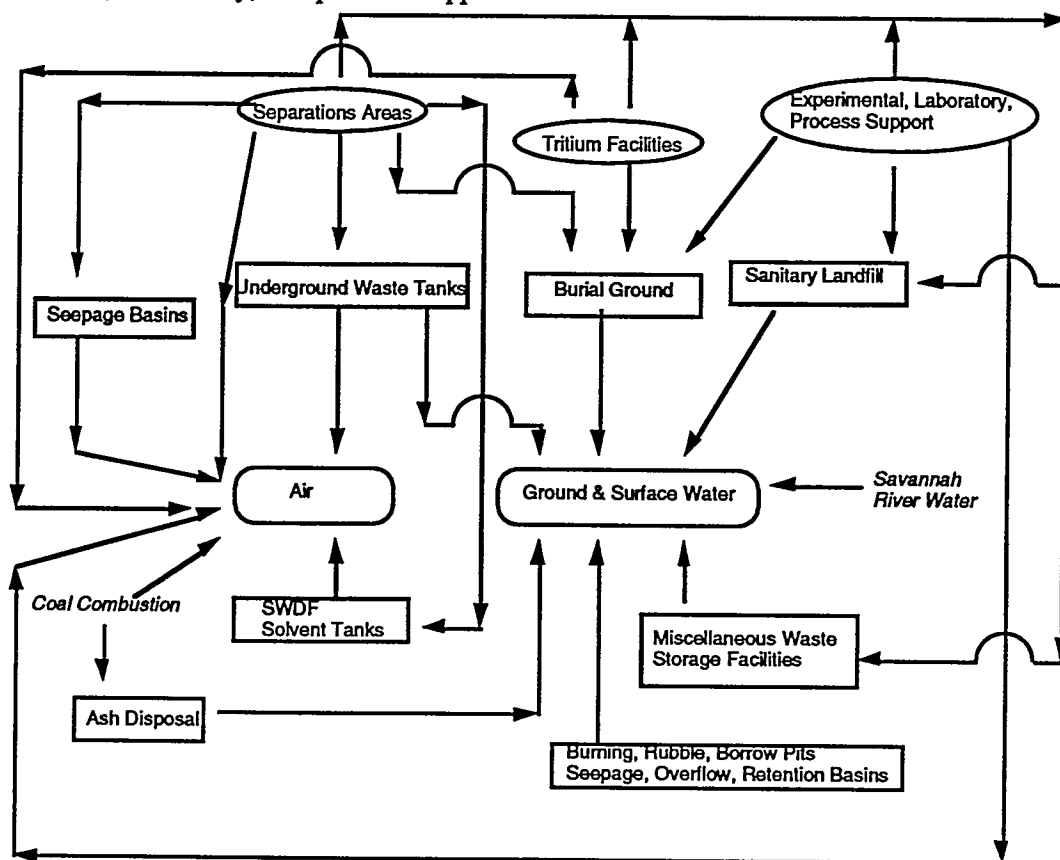 Separations Areas
Experimental, Laboratory,
Process Support
Tritium Facilities
Underground Waste Tanks
Burial Ground
Sanitary Landfill
Seepage Basins
Air
Ground & Surface Water
Savannah
River Water
Coal Combustion
SWDF
Solvent Tanks
Miscellaneous Waste
Storage Facilities
Ash Disposal
Burning, Rubble, Borrow Pits
Seepage, Overflow, Retention Basins